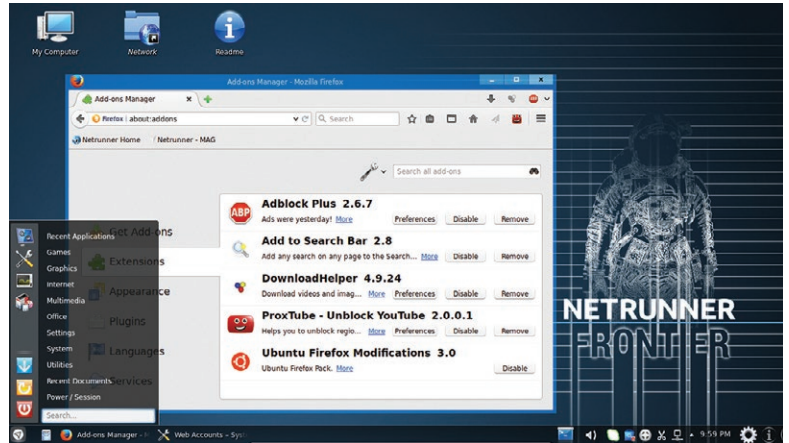 My Computer
Network
Readme
Add-ons Manager - Mozilla Firefox
Add-ons Manager
Firefox about:addons
Search
Netrunner Home
Netrunner - MAG
Search all add-ons
Get Add-ons
Extensions
Appearance
Plugins
Languages
Services
ABP
Adblock Plus 2.6.7
Ads were yesterday! More
Preferences
Disable
Remove
Add to Search Bar 2.8
Add any search on any page to the Search... More
Disable
Remove
DownloadHelper 4.9.24
Download videos and imag... More
Preferences
Disable
Remove
ProxTube - Unblock YouTube 2.0.0.1
Helps you to unblock regio... More
Preferences
Disable
Remove
Ubuntu Firefox Modifications 3.0
Ubuntu Firefox Pack. More
Disable
Recent Applications
Games
Graphics
Internet
Multimedia
Office
Settings
System
Utilities
Recent Documents
Power / Session
Search...
NETRUNNER
FRONTIER
Add-ons Manager - M
Web Accounts – Sys
9:59 PM